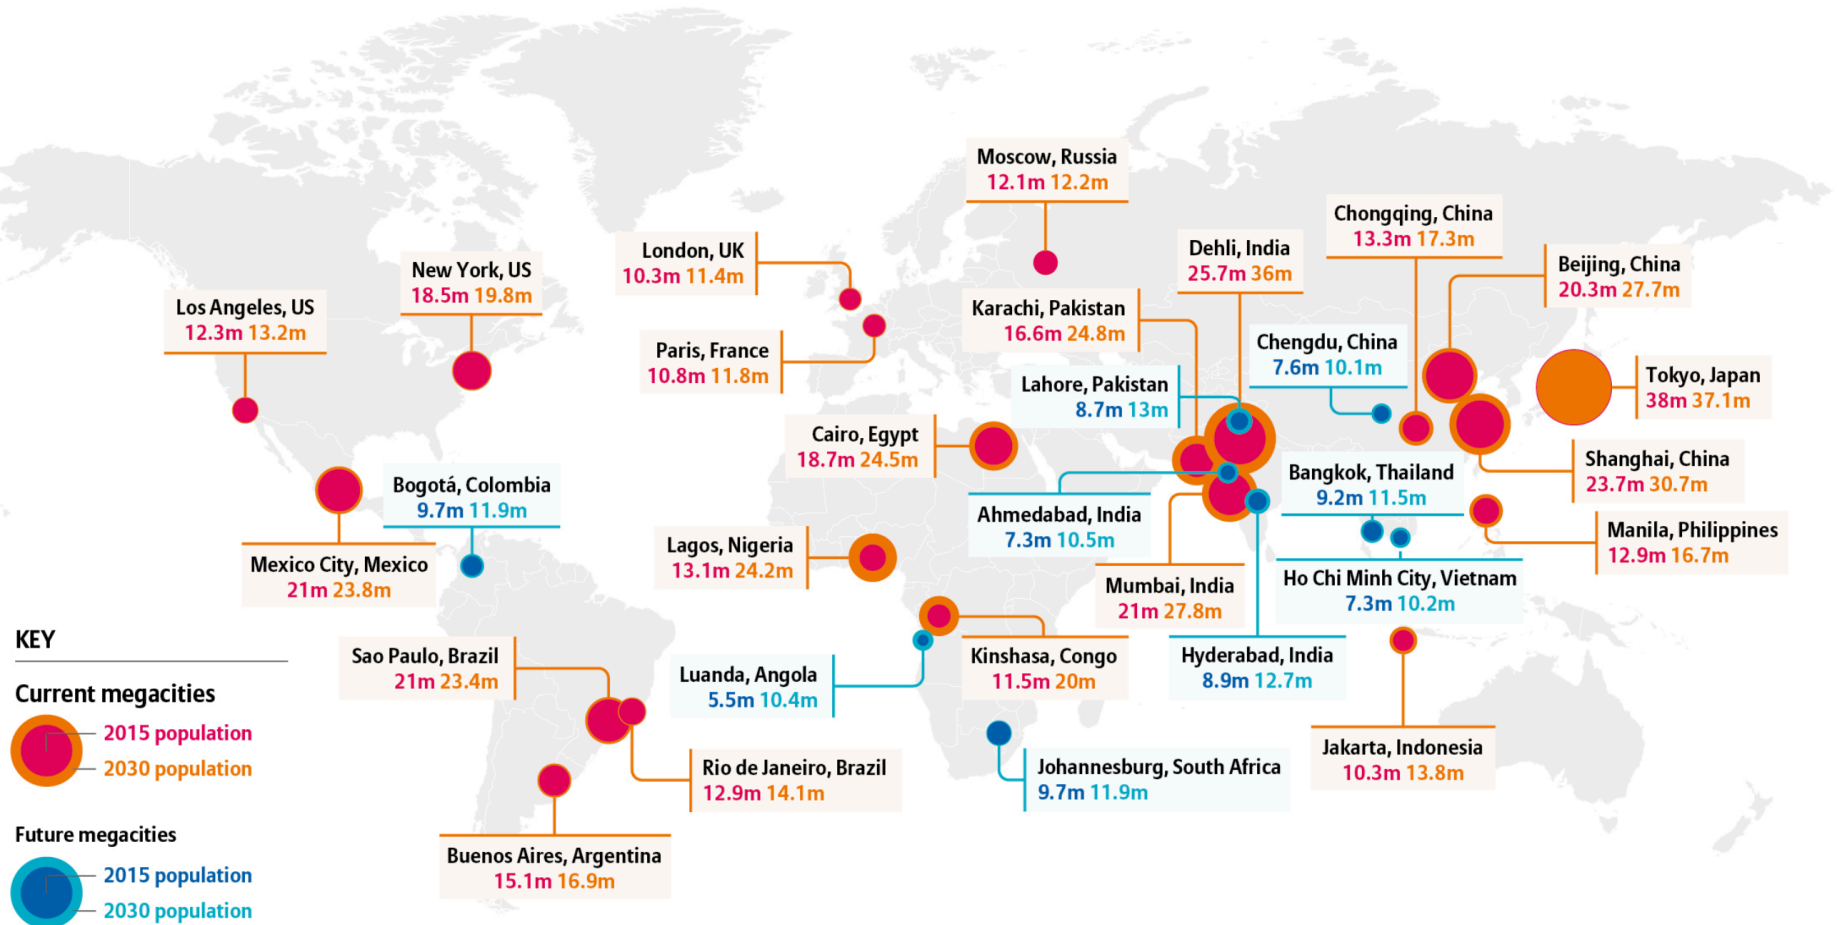 Moscow, Russia
12.1m 12.2m
Chongqing, China
13.3m 17.3m
London, UK
10.3m 11.4m
Dehli, India
25.7m 36m
New York, US
18.5m 19.8m
Beijing, China
20.3m 27.7m
Los Angeles, US
12.3m 13.2m
Karachi, Pakistan
16.6m 24.8m
Chengdu, China
7.6m 10.1m
Paris, France
10.8m 11.8m
Lahore, Pakistan
8.7m 13m
Tokyo, Japan
38m 37.1m
Cairo, Egypt
18.7m 24.5m
Shanghai, China
23.7m 30.7m
Bogotá, Colombia
9.7m 11.9m
Bangkok, Thailand
9.2m 11.5m
Ahmedabad, India
7.3m 10.5m
Manila, Philippines
12.9m 16.7m
Lagos, Nigeria
13.1m 24.2m
Mexico City, Mexico
21m 23.8m
Mumbai, India
21m 27.8m
Ho Chi Minh City, Vietnam
7.3m 10.2m
Sao Paulo, Brazil
21m 23.4m
Luanda, Angola
5.5m 10.4m
Kinshasa, Congo
11.5m 20m
Hyderabad, India
8.9m 12.7m
Rio de Janeiro, Brazil
12.9m 14.1m
Johannesburg, South Africa
9.7m 11.9m
Jakarta, Indonesia
10.3m 13.8m
Buenos Aires, Argentina
15.1m 16.9m
KEY
Current megacities
2015 population
2030 population
Future megacities
2015 population
2030 population